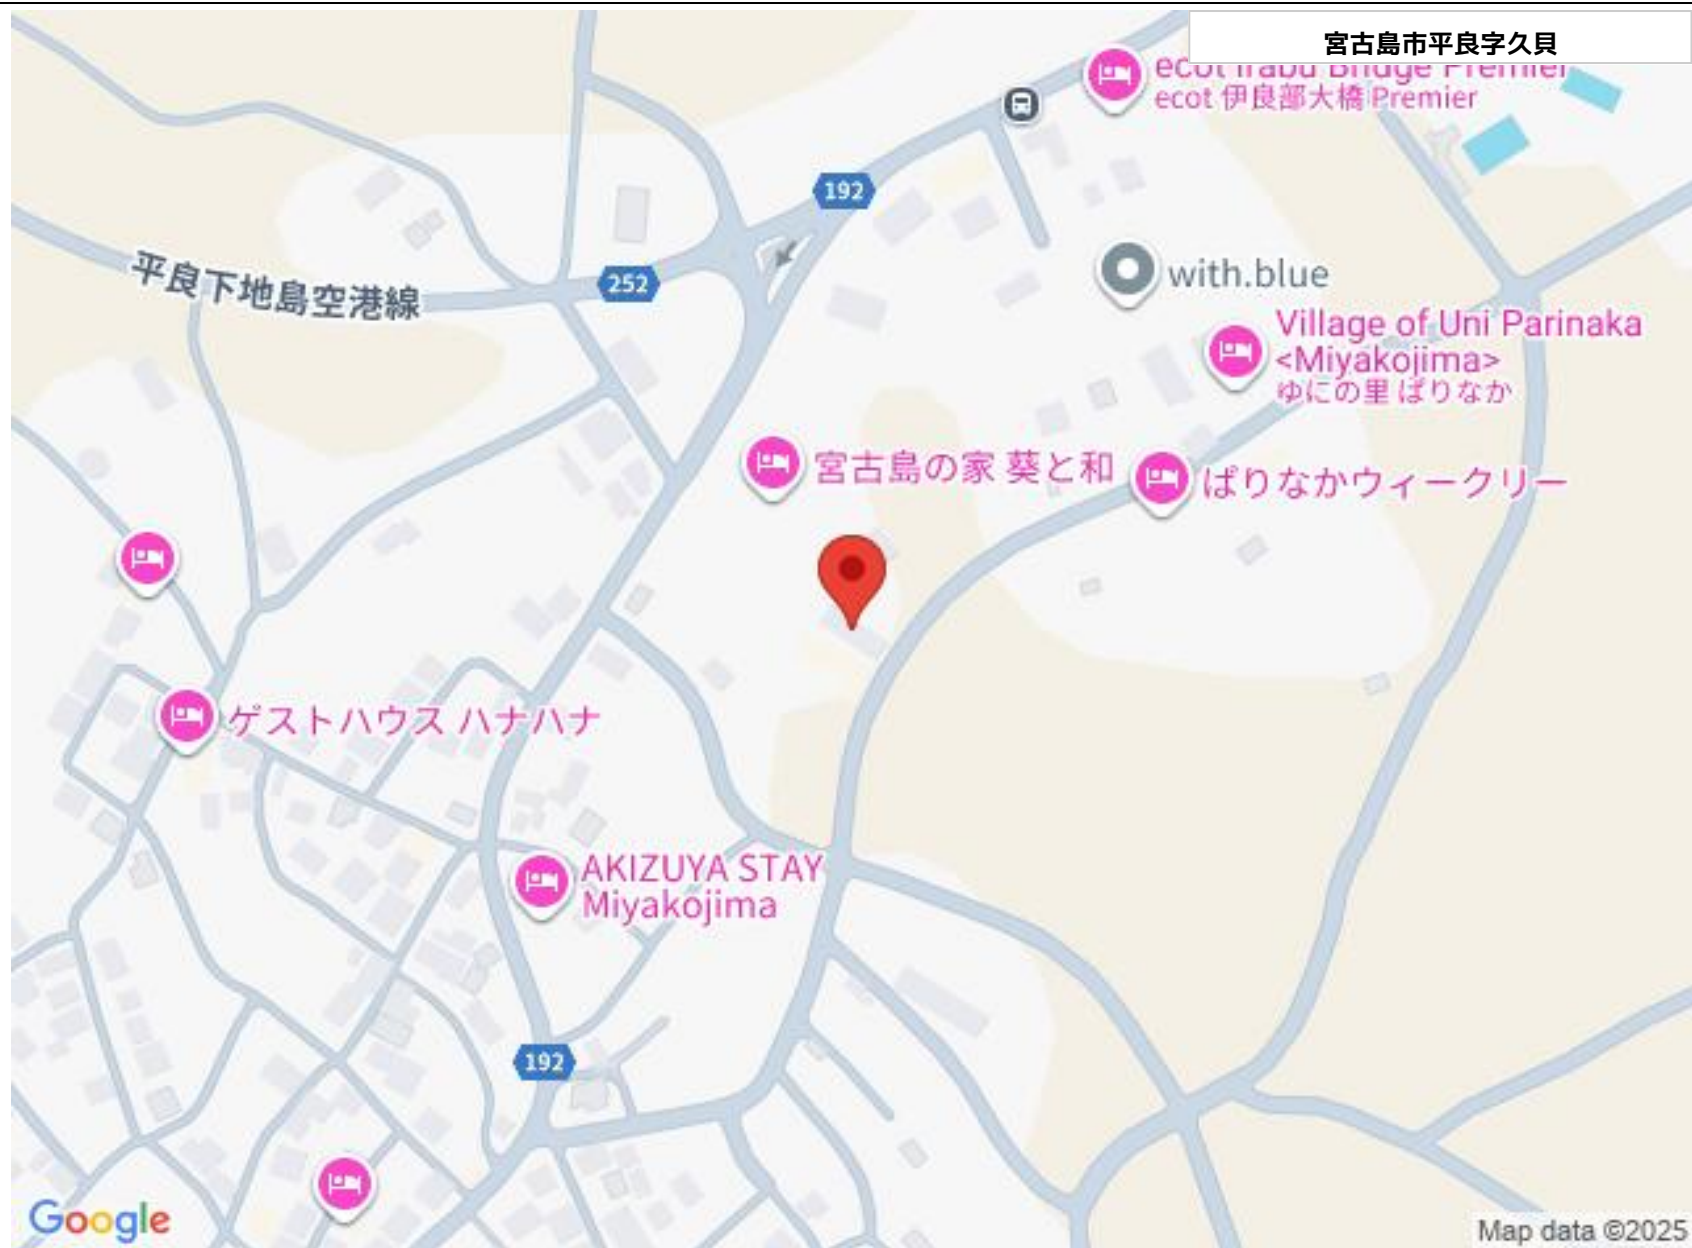 宮古島市平良字久貝
ecot Irabu Bridge Premier
ecot 伊良部大橋 Premier
192
with.blue
252
平良下地島空港線
Village of Uni Parinaka
<Miyakojima>
ゆにの里 ぱりなか
宮古島の家 葵と和
ぱりなかウィークリー
ゲストハウス ハナハナ
AKIZUYA STAY
Miyakojima
192
Google
Map data ©2025